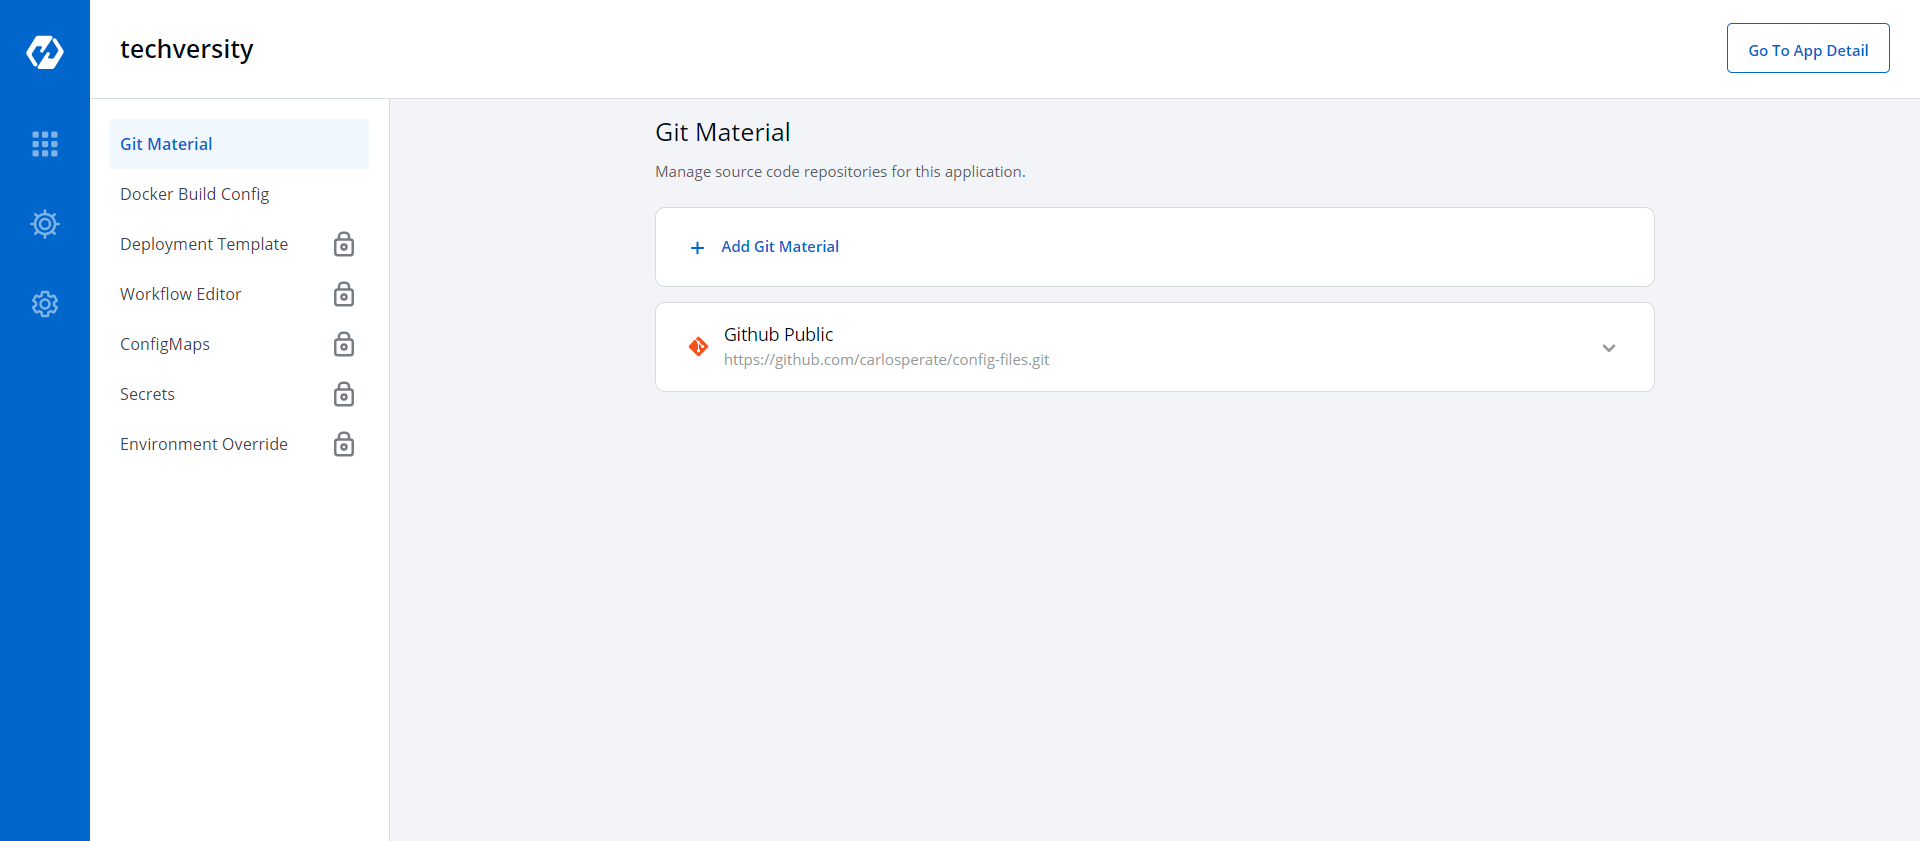 techversity
Go To App Detail
Git Material
Docker Build Config
Deployment Template
Workflow Editor
ConfigMaps
Secrets
Environment Override
Git Material
Manage source code repositories for this application.
+ Add Git Material
Github Public
https://github.com/carlosperate/config-files.git